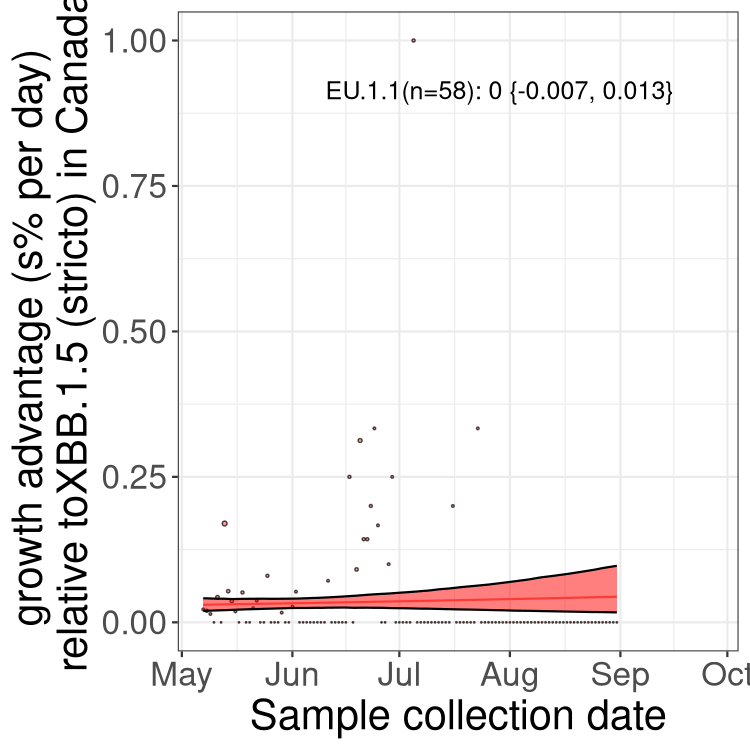 growth advantage (s% per day)
relative toXBB.1.5 (stricto) in Canada
1.00
0.75
0.50
0.25
0.00
EU.1.1(n=58): 0 {-0.007, 0.013}
May Jun Jul Aug Sep Oct
Sample collection date